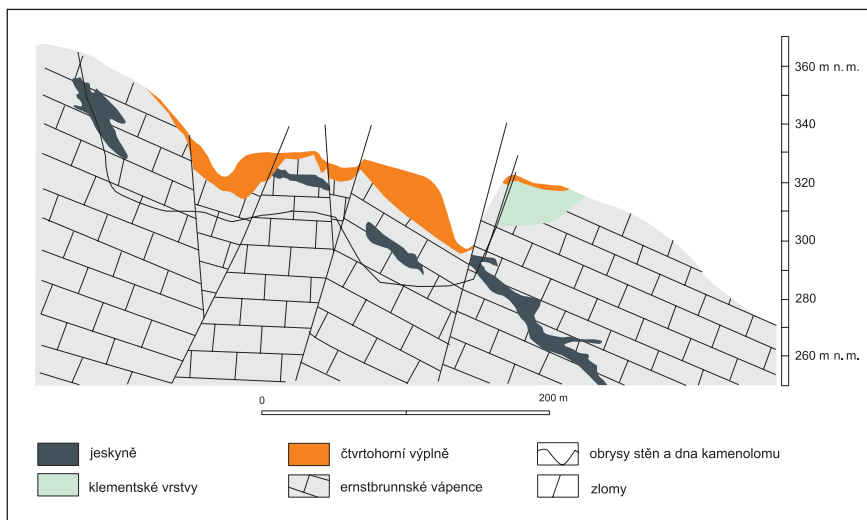 360 m n. m.
340
320
300
280
260 m n. m.
0 200 m
jeskyně čtvtohorní výplně obrysy stěn a dna kamenolomu
klementské vrstvy ernstbrunnské vápence zlomy